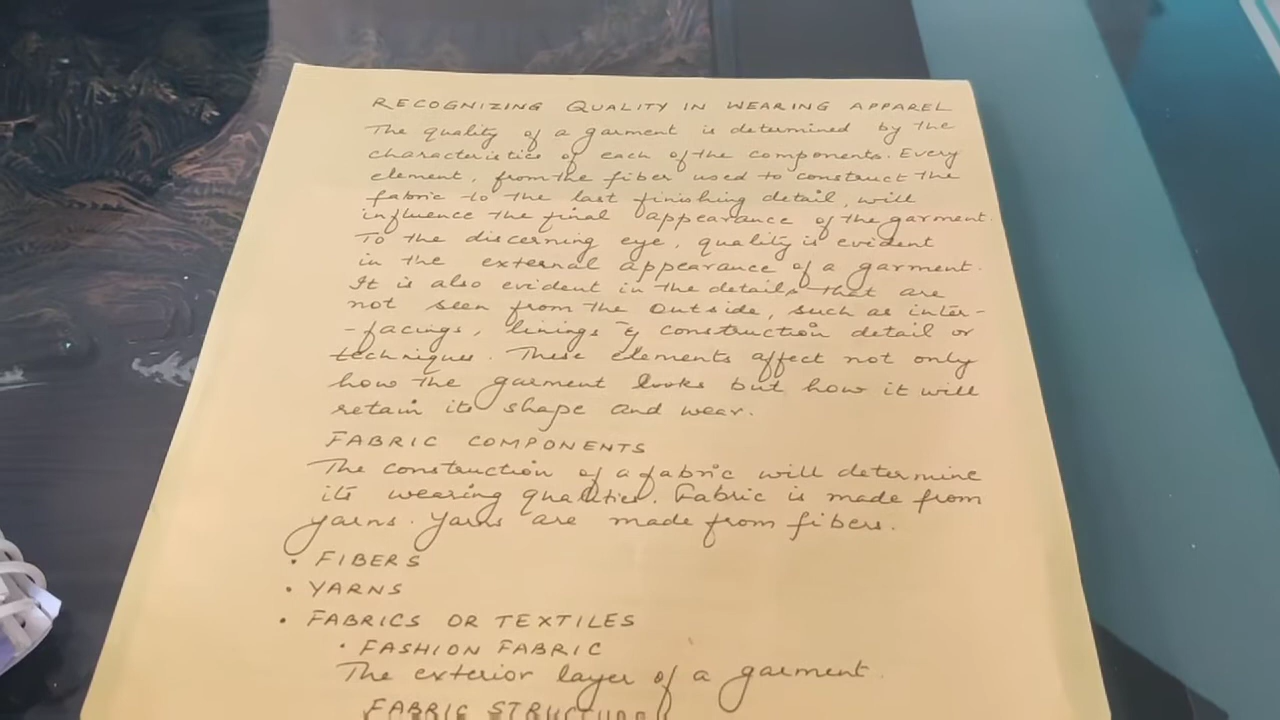 RECOGNIZING QUALITY IN WEARING APPAREL
The quality of a garment is determined by the
characteristics of each of the components. Every
element, from the fiber used to construct the
fabric to the last finishing detail, will
influence the final appearance of the garment.
To the discerning eye, quality is evident
in the external appearance of a garment.
It is also evident in the details that are
not seen from the outside, such as inter-
-facings, linings & construction detail or
techniques. These elements affect not only
how the garment looks but how it will
retain its shape and wear.
FABRIC COMPONENTS
The construction of a fabric will determine
its wearing qualities. Fabric is made from
yarns. Yarns are made from fibers.
• FIBERS
• YARNS
• FABRICS OR TEXTILES
• FASHION FABRIC
The exterior layer of a garment.
FABRIC